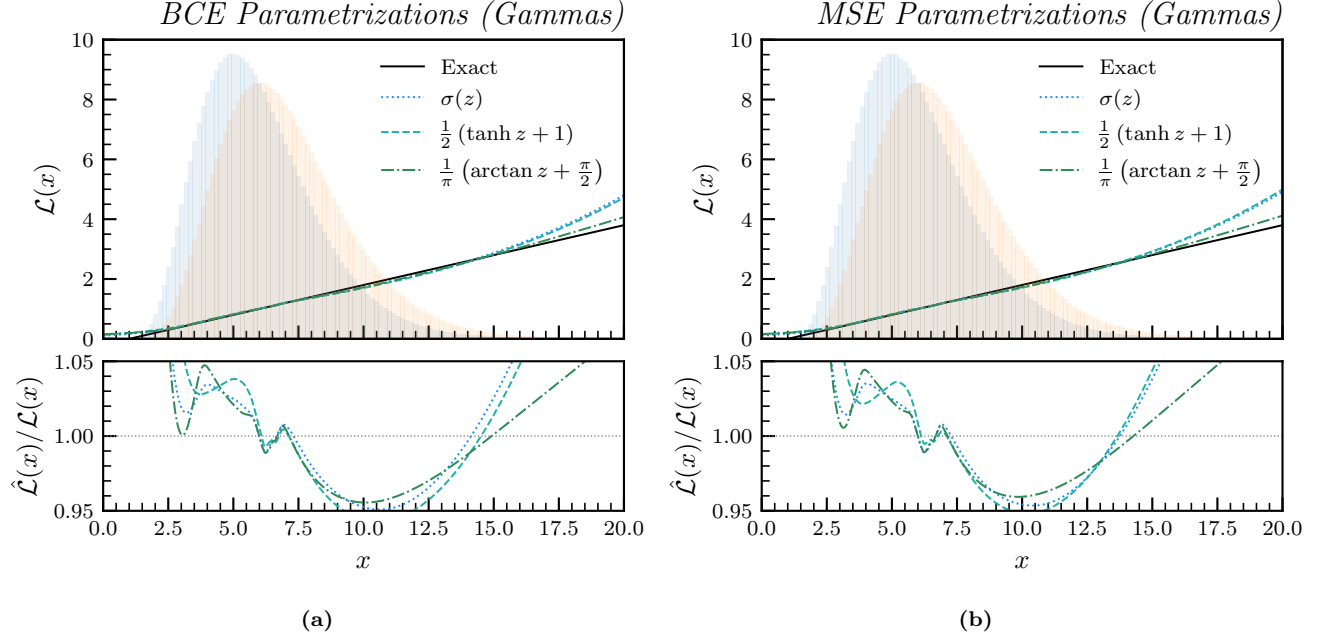 BCE Parametrizations (Gammas)
10
8
6
4
2
0
ℒ(x)
Exact
σ(z)
½ (tanh z + 1)
1/π (arctan z + π/2)
1.05
1.00
0.95
ℒ̂(x)/ℒ(x)
0.0 2.5 5.0 7.5 10.0 12.5 15.0 17.5 20.0
x
(a)
MSE Parametrizations (Gammas)
10
8
6
4
2
0
ℒ(x)
Exact
σ(z)
½ (tanh z + 1)
1/π (arctan z + π/2)
1.05
1.00
0.95
ℒ̂(x)/ℒ(x)
0.0 2.5 5.0 7.5 10.0 12.5 15.0 17.5 20.0
x
(b)